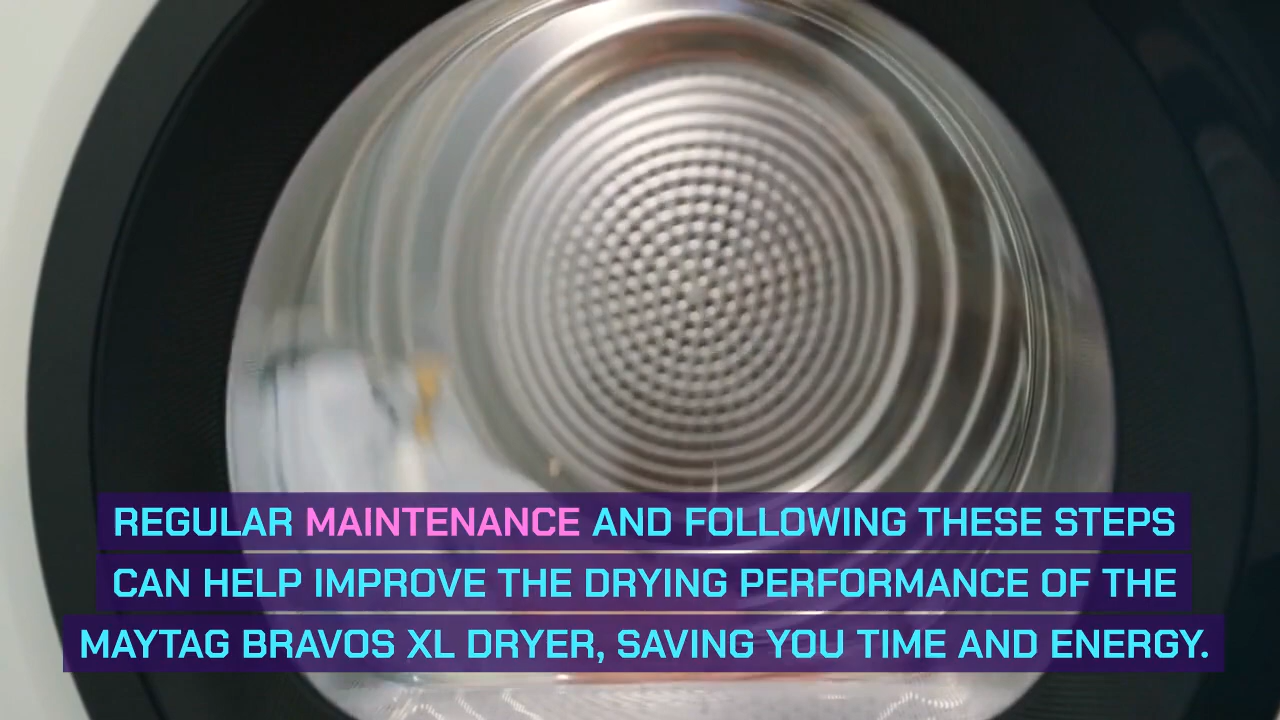 REGULAR MAINTENANCE AND FOLLOWING THESE STEPS
CAN HELP IMPROVE THE DRYING PERFORMANCE OF THE
MAYTAG BRAVOS XL DRYER, SAVING YOU TIME AND ENERGY.